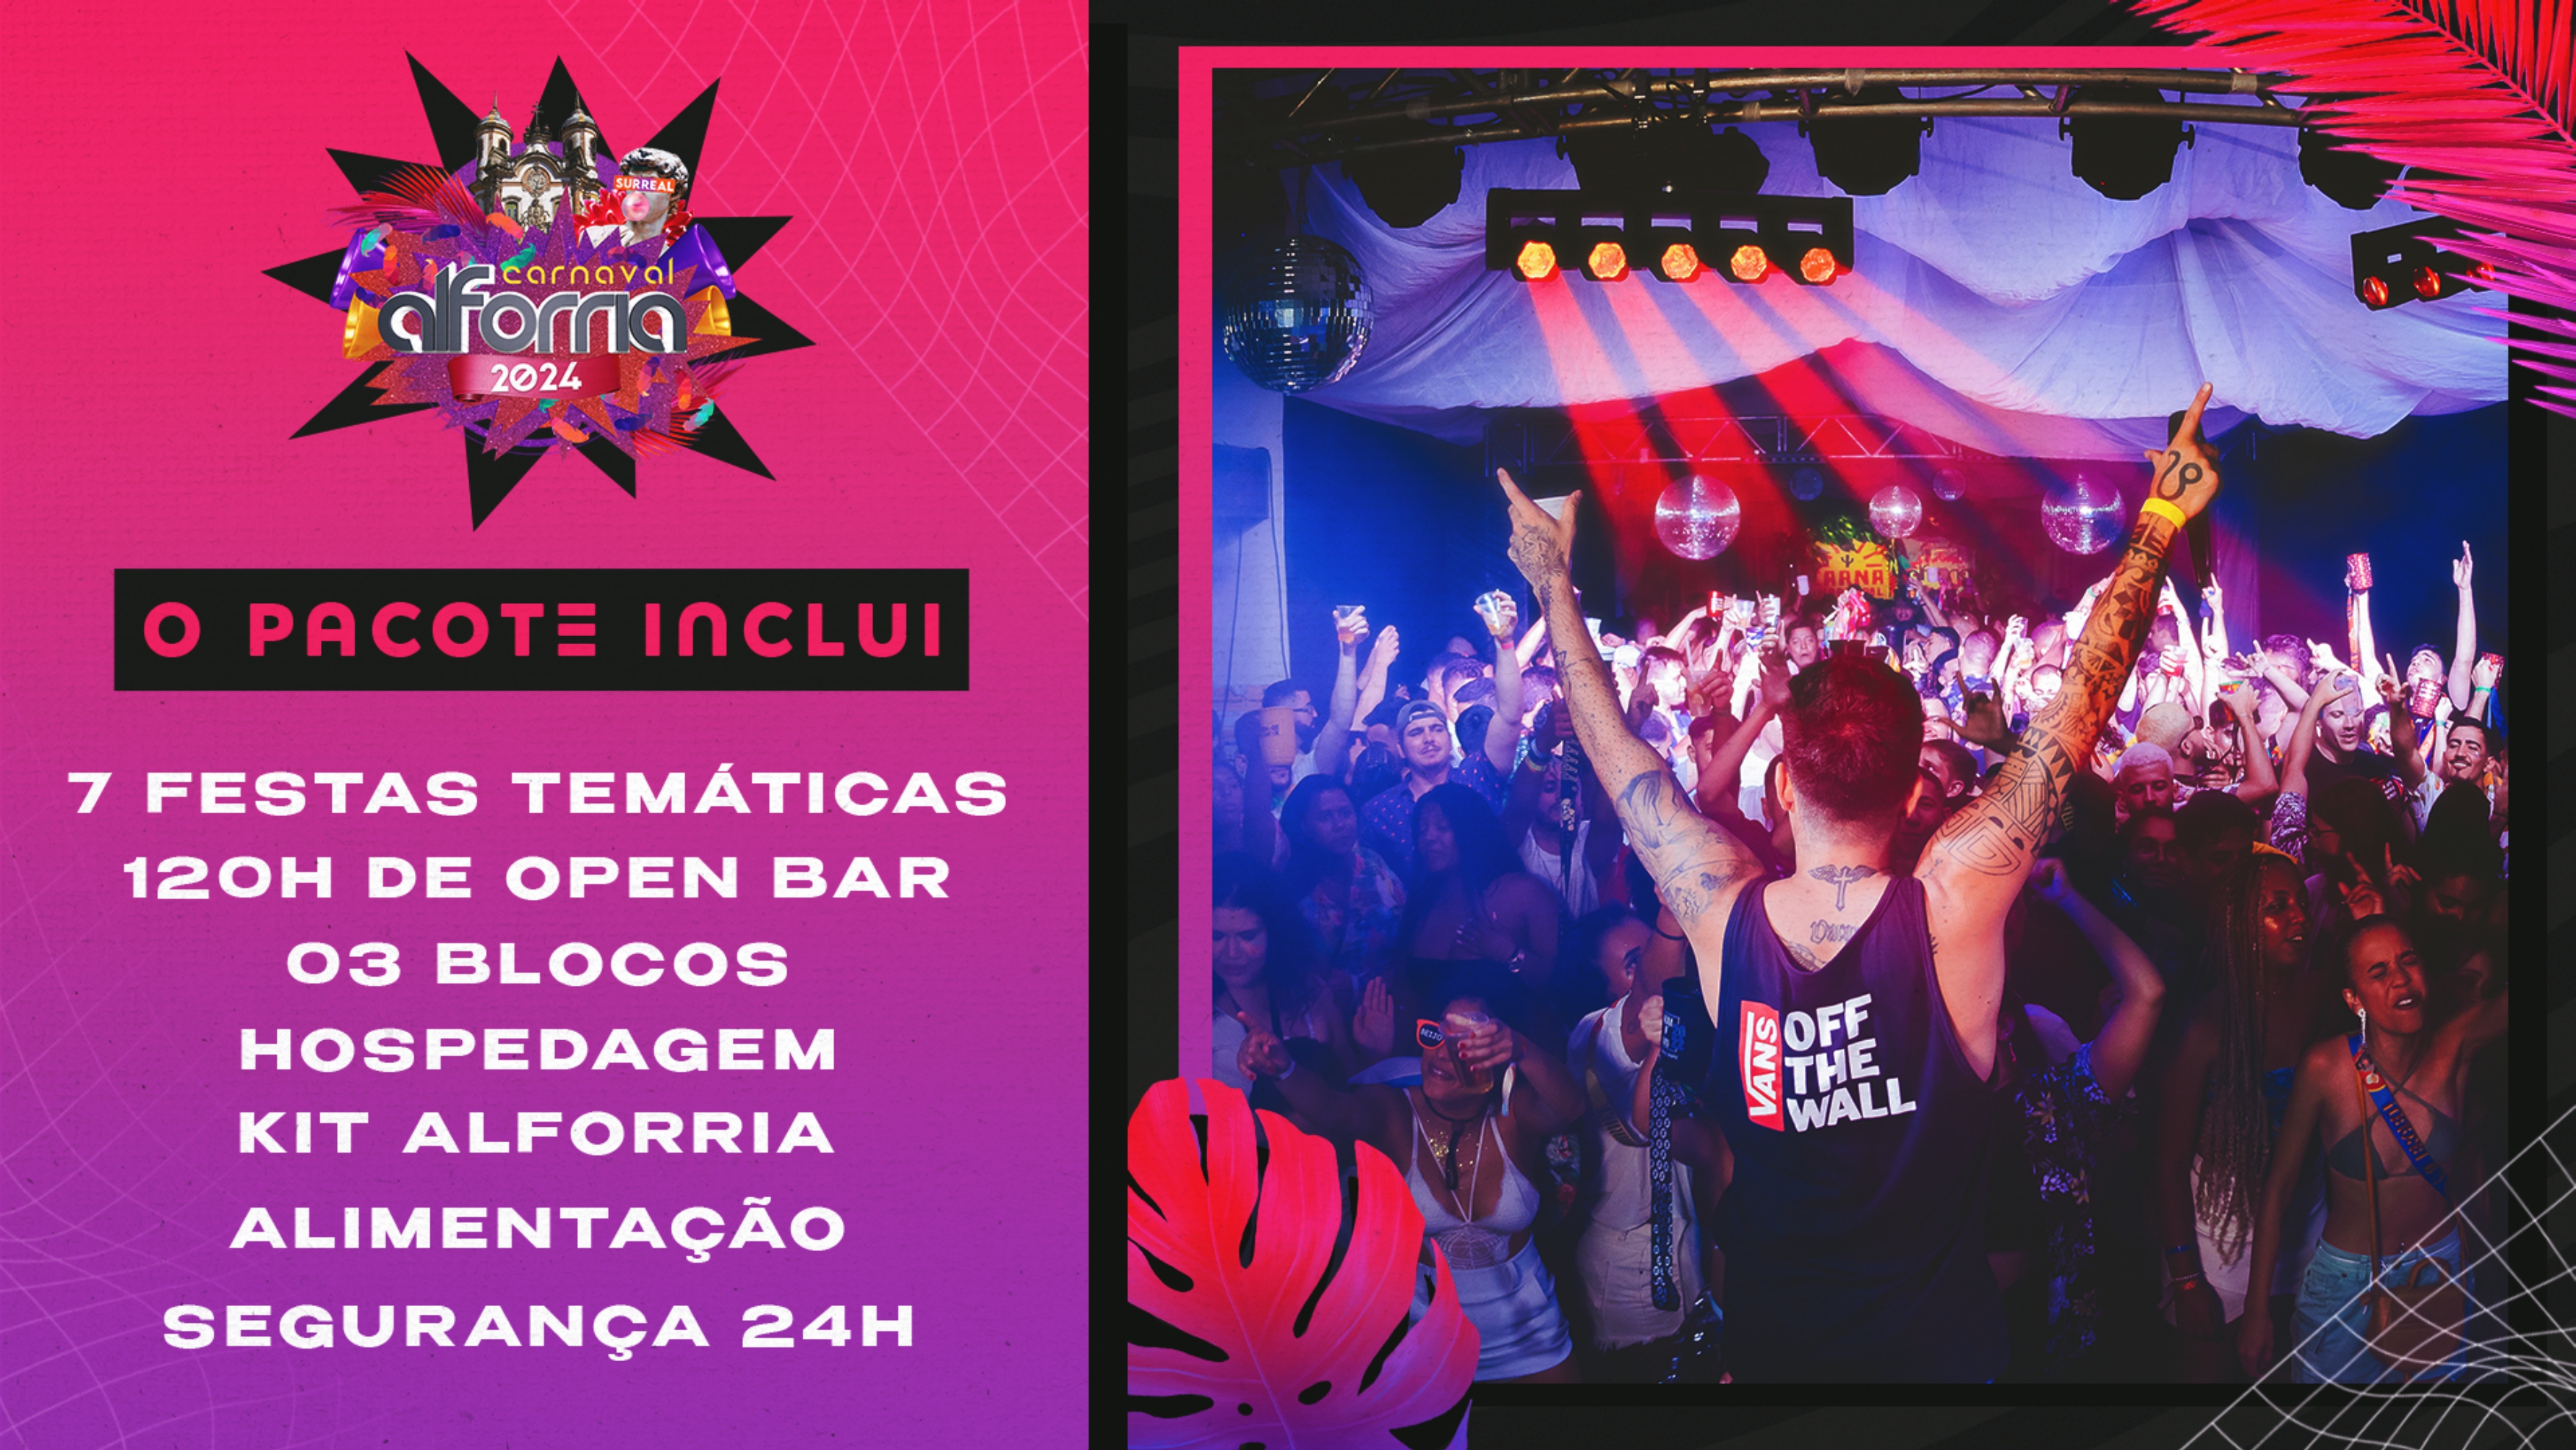 SURREAL
carnaval
alforria
2024
O PACOTE INCLUI
7 FESTAS TEMÁTICAS
120H DE OPEN BAR
03 BLOCOS
HOSPEDAGEM
KIT ALFORRIA
ALIMENTAÇÃO
SEGURANÇA 24H
VANS
OFF
THE
WALL